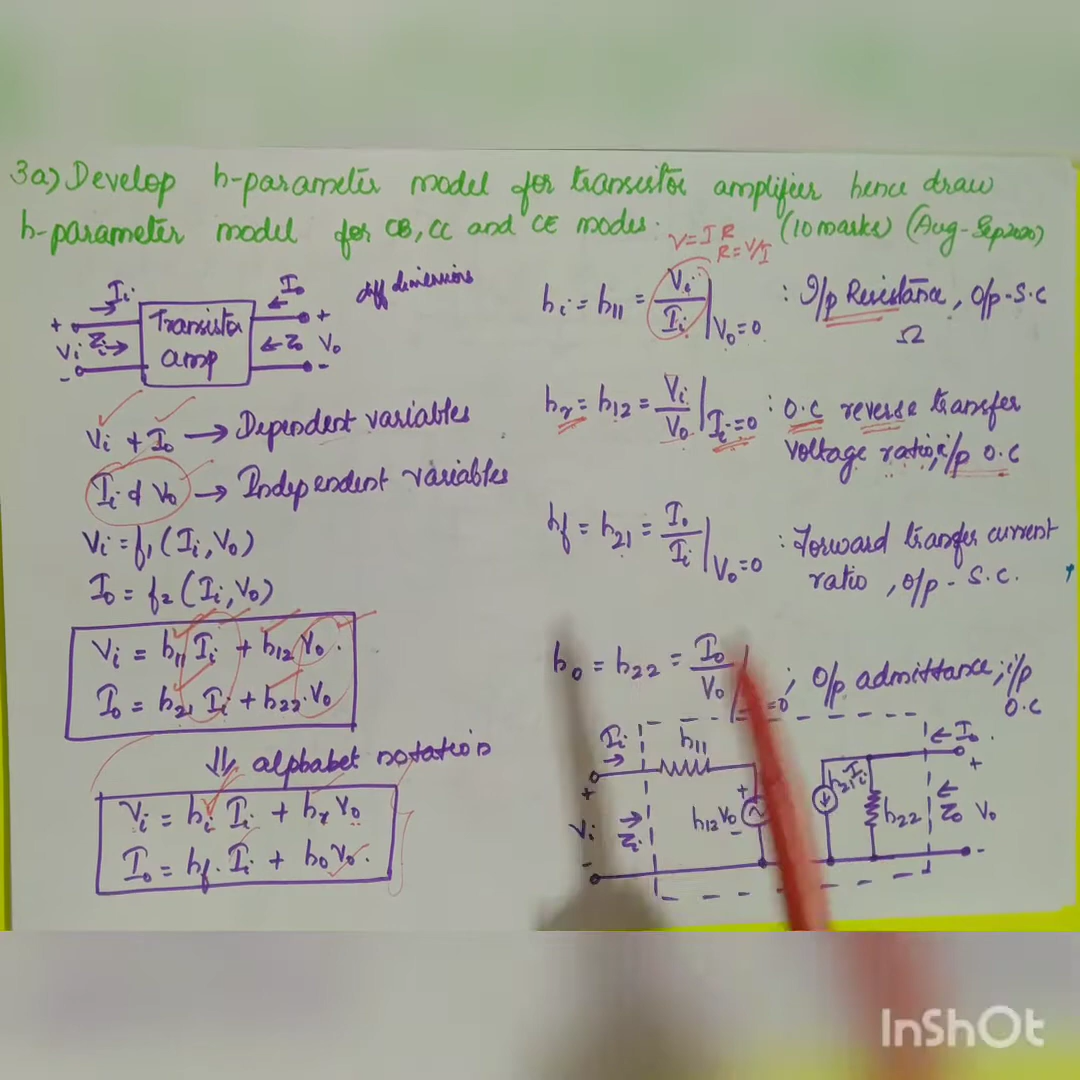 3a) Develop h-parameter model for transistor amplifier hence draw
h-parameter model for CB, CC and CE modes. (10 marks) (Aug-Sep 2020)
V=IR
R=V/I
Ii
Io
diff dimensions
+
+
Transistor
amp
Vi
Zi
Zo
Vo
-
-
Vi & Io → Dependent variables
Ii & Vo → Independent variables
Vi = f1 (Ii, Vo)
Io = f2 (Ii, Vo)
Vi = h11 Ii + h12 Vo.
Io = h21 Ii + h22. Vo
⇓ alphabet notation
Vi = hi Ii + hr Vo
Io = hf. Ii + ho Vo.
hi = h11 = Vi/Ii | Vo=0 : I/p Resistance, o/p-S.C
Ω
hr = h12 = Vi/Vo | Ii=0 : O.C reverse transfer
voltage ratio, i/p O.C
hf = h21 = Io/Ii | Vo=0 : Forward transfer current
ratio, o/p - S.C.
ho = h22 = Io/Vo | =0 ; O/p admittance, i/p
O.C
Ii
h11
Io.
+
+
+
h21Ii
Vi
Zi
h12Vo
h22
Zo
Vo
-
-
-
InShOt